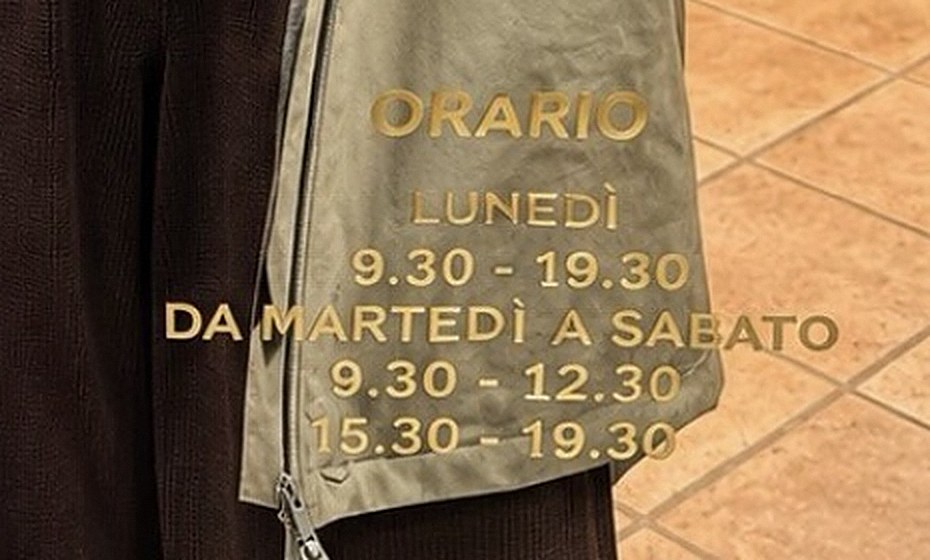 ORARIO
LUNEDÌ
9.30 - 19.30
DA MARTEDÌ A SABATO
9.30 - 12.30
15.30 - 19.30